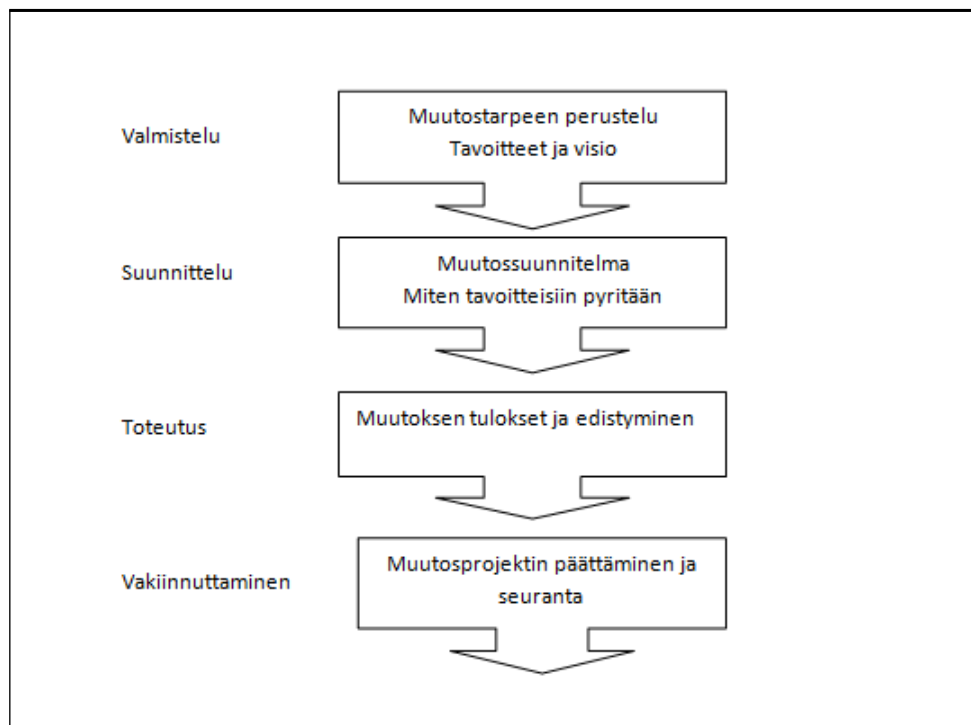 Valmistelu
Muutostarpeen perustelu
Tavoitteet ja visio
Suunnittelu
Muutossuunnitelma
Miten tavoitteisiin pyritään
Toteutus
Muutoksen tulokset ja edistyminen
Vakiinnuttaminen
Muutosprojektin päättäminen ja
seuranta